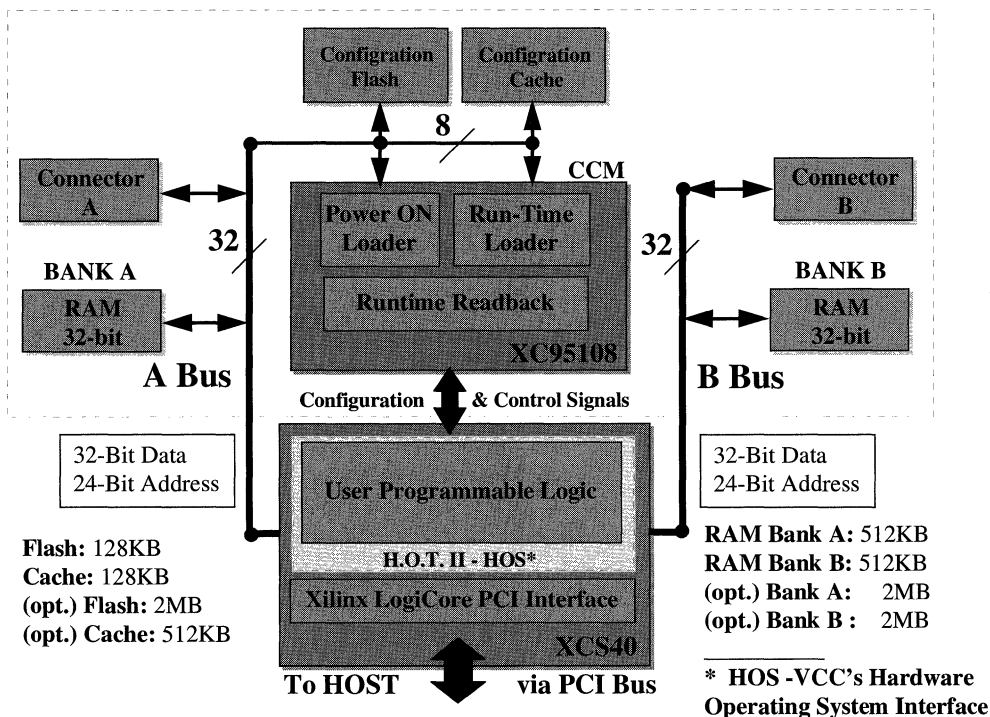 Configration
Flash
Configration
Cache
8
CCM
Connector
A
Power ON
Loader
Run-Time
Loader
Connector
B
32
32
BANK A
BANK B
RAM
32-bit
Runtime Readback
RAM
32-bit
XC95108
A Bus
B Bus
Configuration & Control Signals
32-Bit Data
24-Bit Address
User Programmable Logic
32-Bit Data
24-Bit Address
H.O.T. II - HOS*
Flash: 128KB
Cache: 128KB
(opt.) Flash: 2MB
(opt.) Cache: 512KB
Xilinx LogiCore PCI Interface
XCS40
RAM Bank A: 512KB
RAM Bank B: 512KB
(opt.) Bank A: 2MB
(opt.) Bank B : 2MB
To HOST via PCI Bus
* HOS -VCC's Hardware
Operating System Interface